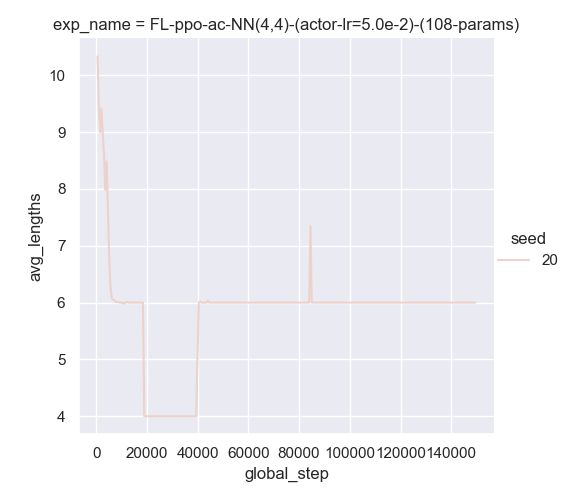 exp_name = FL-ppo-ac-NN(4,4)-(actor-lr=5.0e-2)-(108-params)
10
9
8
7
6
5
4
avg_lengths
0 20000 40000 60000 80000 100000 120000 140000
global_step
seed
20